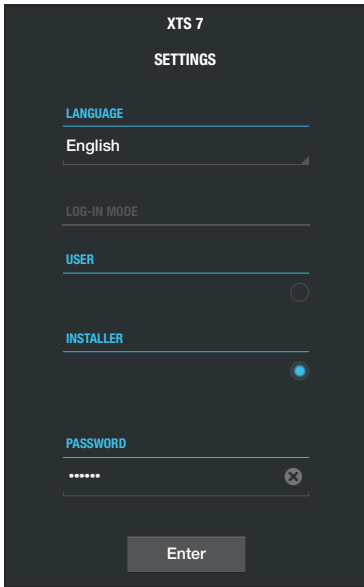 XTS 7
SETTINGS
LANGUAGE
English
LOG-IN MODE
USER
INSTALLER
PASSWORD
••••••
Enter